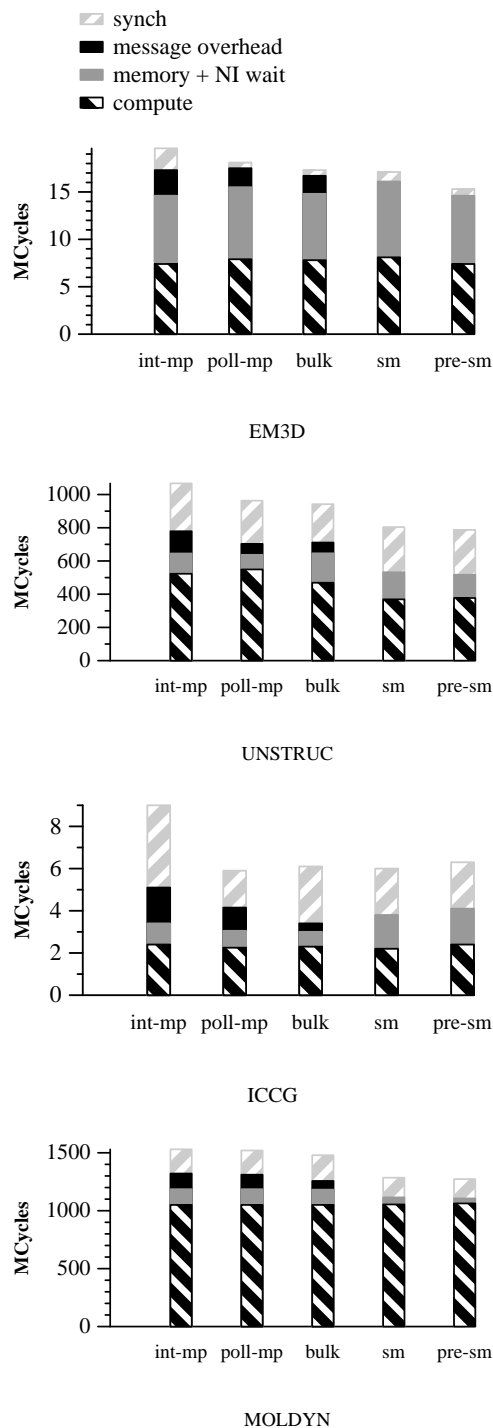 synch
message overhead
memory + NI wait
compute
MCycles
15
10
5
0
int-mp poll-mp bulk sm pre-sm
EM3D
MCycles
1000
800
600
400
200
0
int-mp poll-mp bulk sm pre-sm
UNSTRUC
MCycles
8
6
4
2
0
int-mp poll-mp bulk sm pre-sm
ICCG
MCycles
1500
1000
500
0
int-mp poll-mp bulk sm pre-sm
MOLDYN